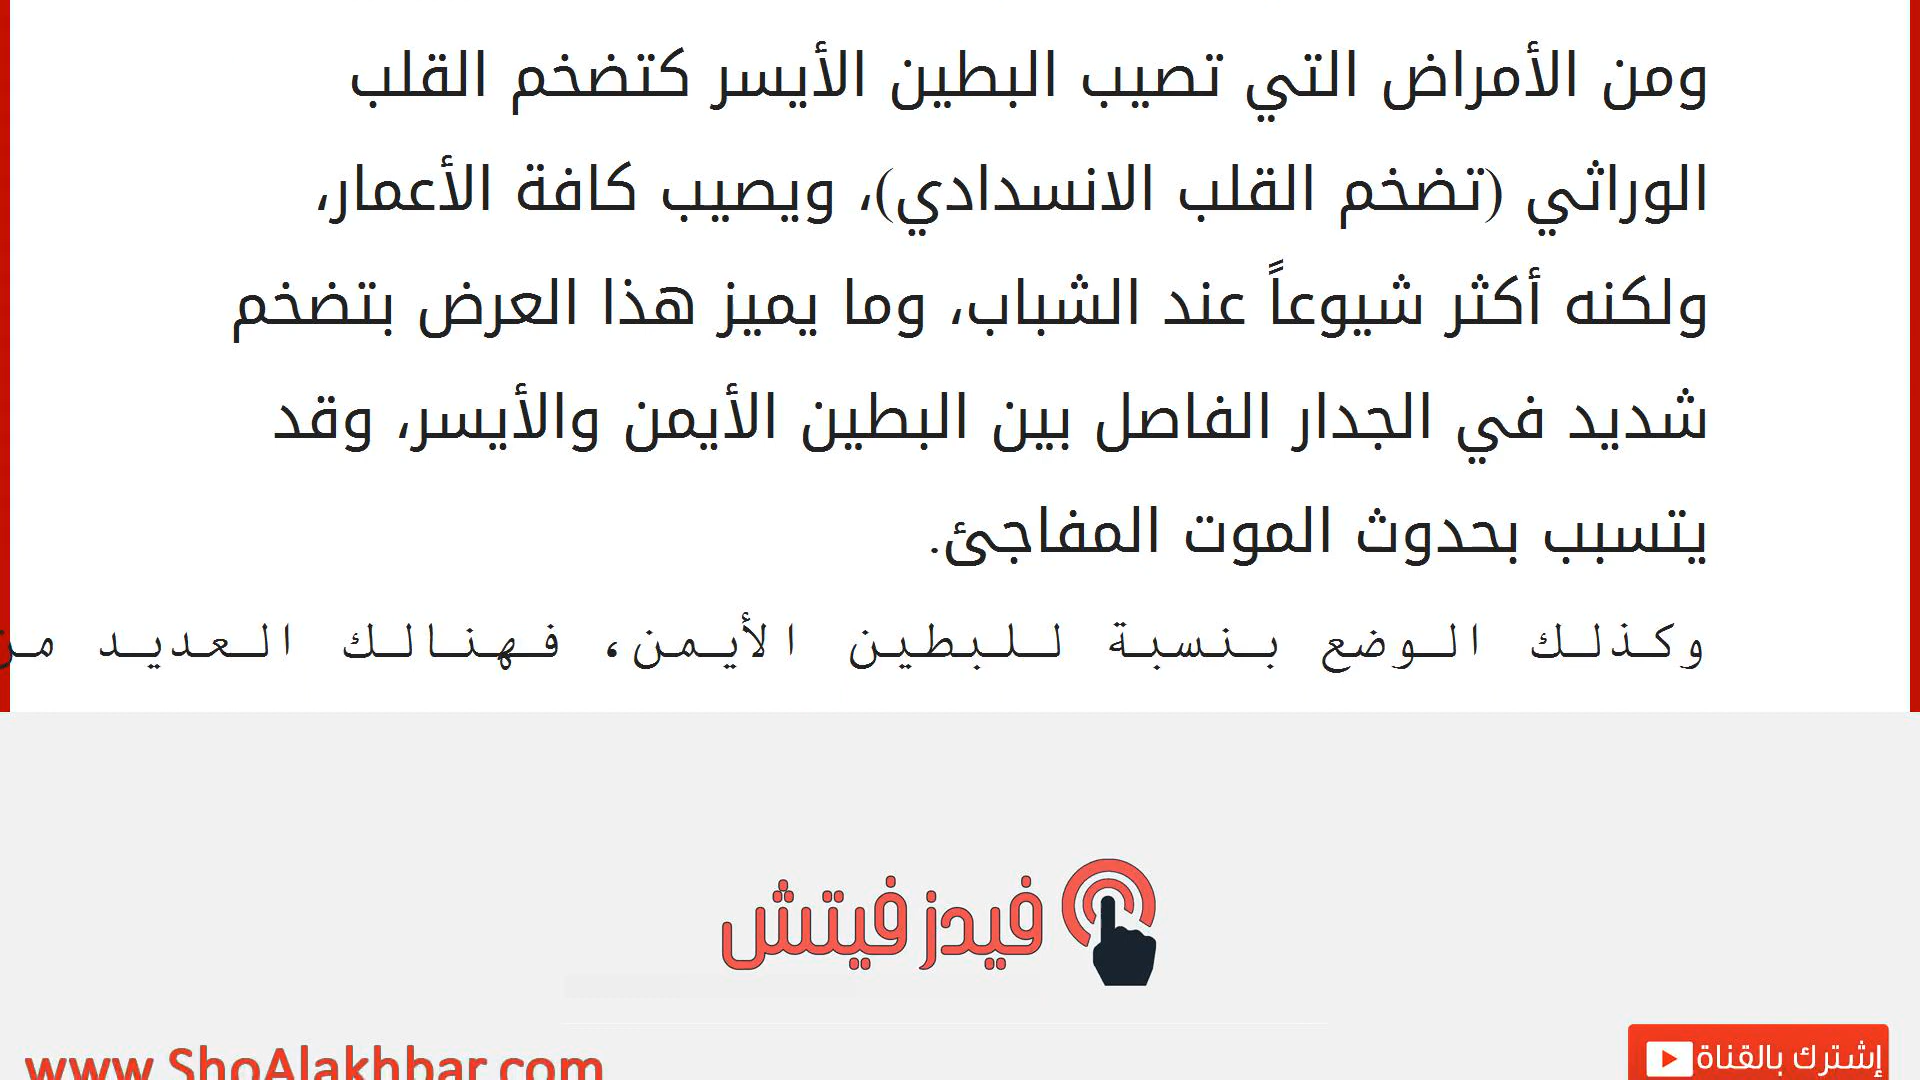 ومن الأمراض التي تصيب البطين الأيسر كتضخم القلب
الوراثي (تضخم القلب الانسدادي)، ويصيب كافة الأعمار،
ولكنه أكثر شيوعاً عند الشباب، وما يميز هذا العرض بتضخم
شديد في الجدار الفاصل بين البطين الأيمن والأيسر، وقد
يتسبب بحدوث الموت المفاجئ.
وكذلك الوضع بنسبة للبطين الأيمن، فهنالك العديد من
فيدز فيتش
www.ShoAlakhbar.com
إشترك بالقناة